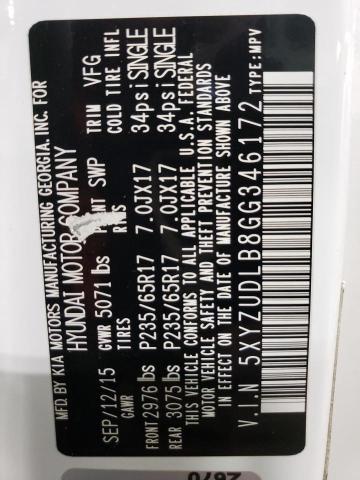 MFD. BY KIA MOTORS MANUFACTURING GEORGIA, INC. FOR
HYUNDAI MOTOR COMPANY
SEP/12/15 GVWR 5071 lbs PAINT SWP TRIM VFG
GAWR TIRES RIMS COLD TIRE INFL
FRONT 2976 lbs P235/65R17 7.0JX17 34psi SINGLE
REAR 3075 lbs P235/65R17 7.0JX17 34psi SINGLE
THIS VEHICLE CONFORMS TO ALL APPLICABLE U.S.A. FEDERAL
MOTOR VEHICLE SAFETY AND THEFT PREVENTION STANDARDS
IN EFFECT ON THE DATE OF MANUFACTURE SHOWN ABOVE
V.I.N 5XYZUDLB8GG346172 TYPE:MPV